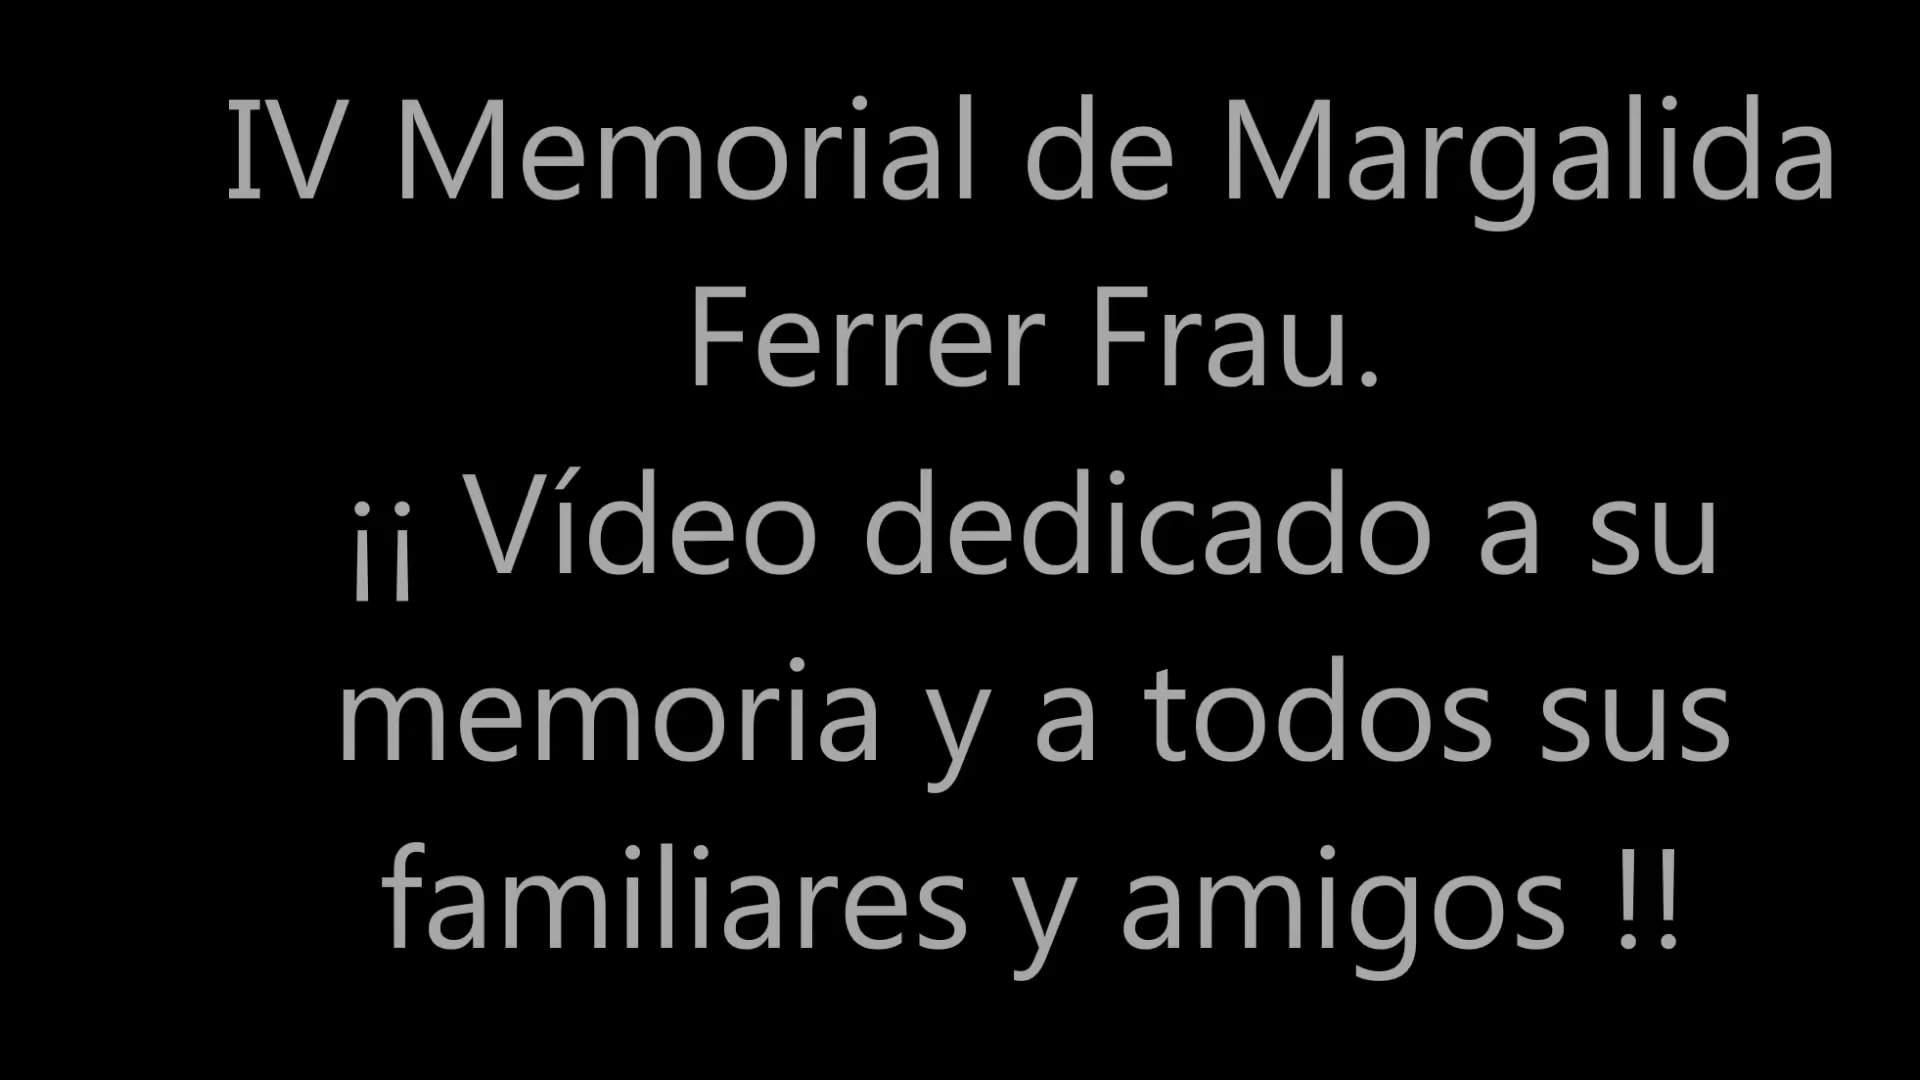 IV Memorial de Margalida
Ferrer Frau.
¡¡ Vídeo dedicado a su
memoria y a todos sus
familiares y amigos !!